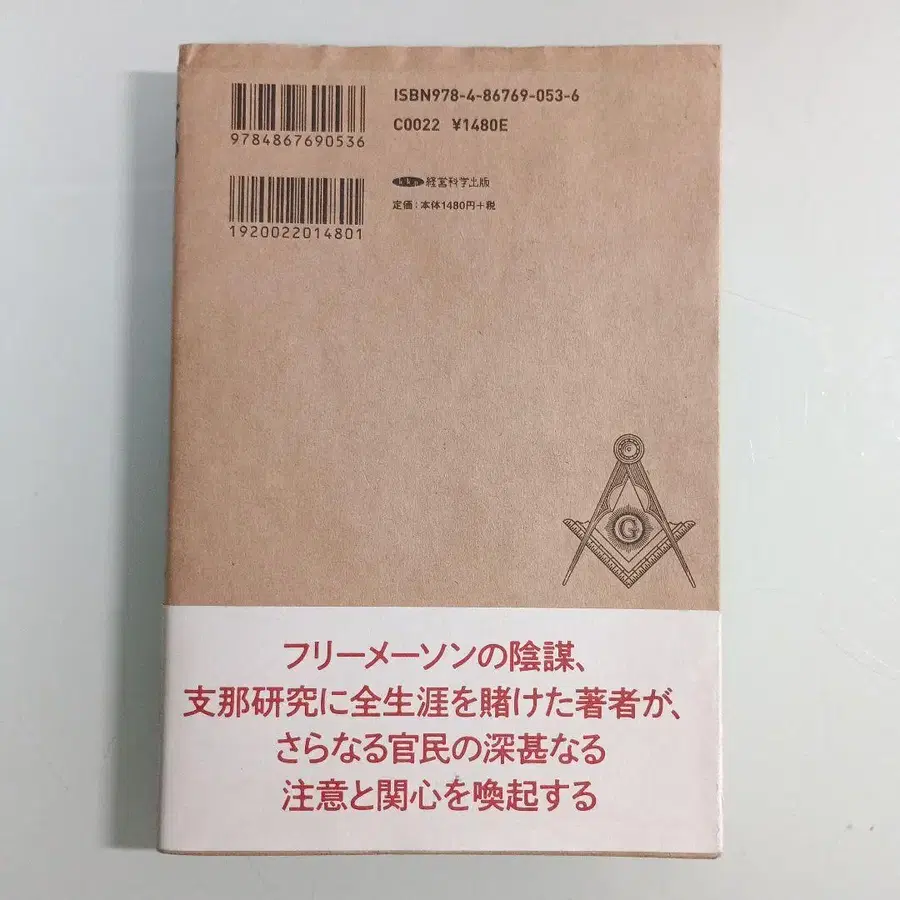 ISBN978-4-86769-053-6
C0022 ¥1480E
9784867690536
経営科学出版
定価:本体1480円+税
1920022014801
G
フリーメーソンの陰謀、
支那研究に全生涯を賭けた著者が、
さらなる官民の深甚なる
注意と関心を喚起する